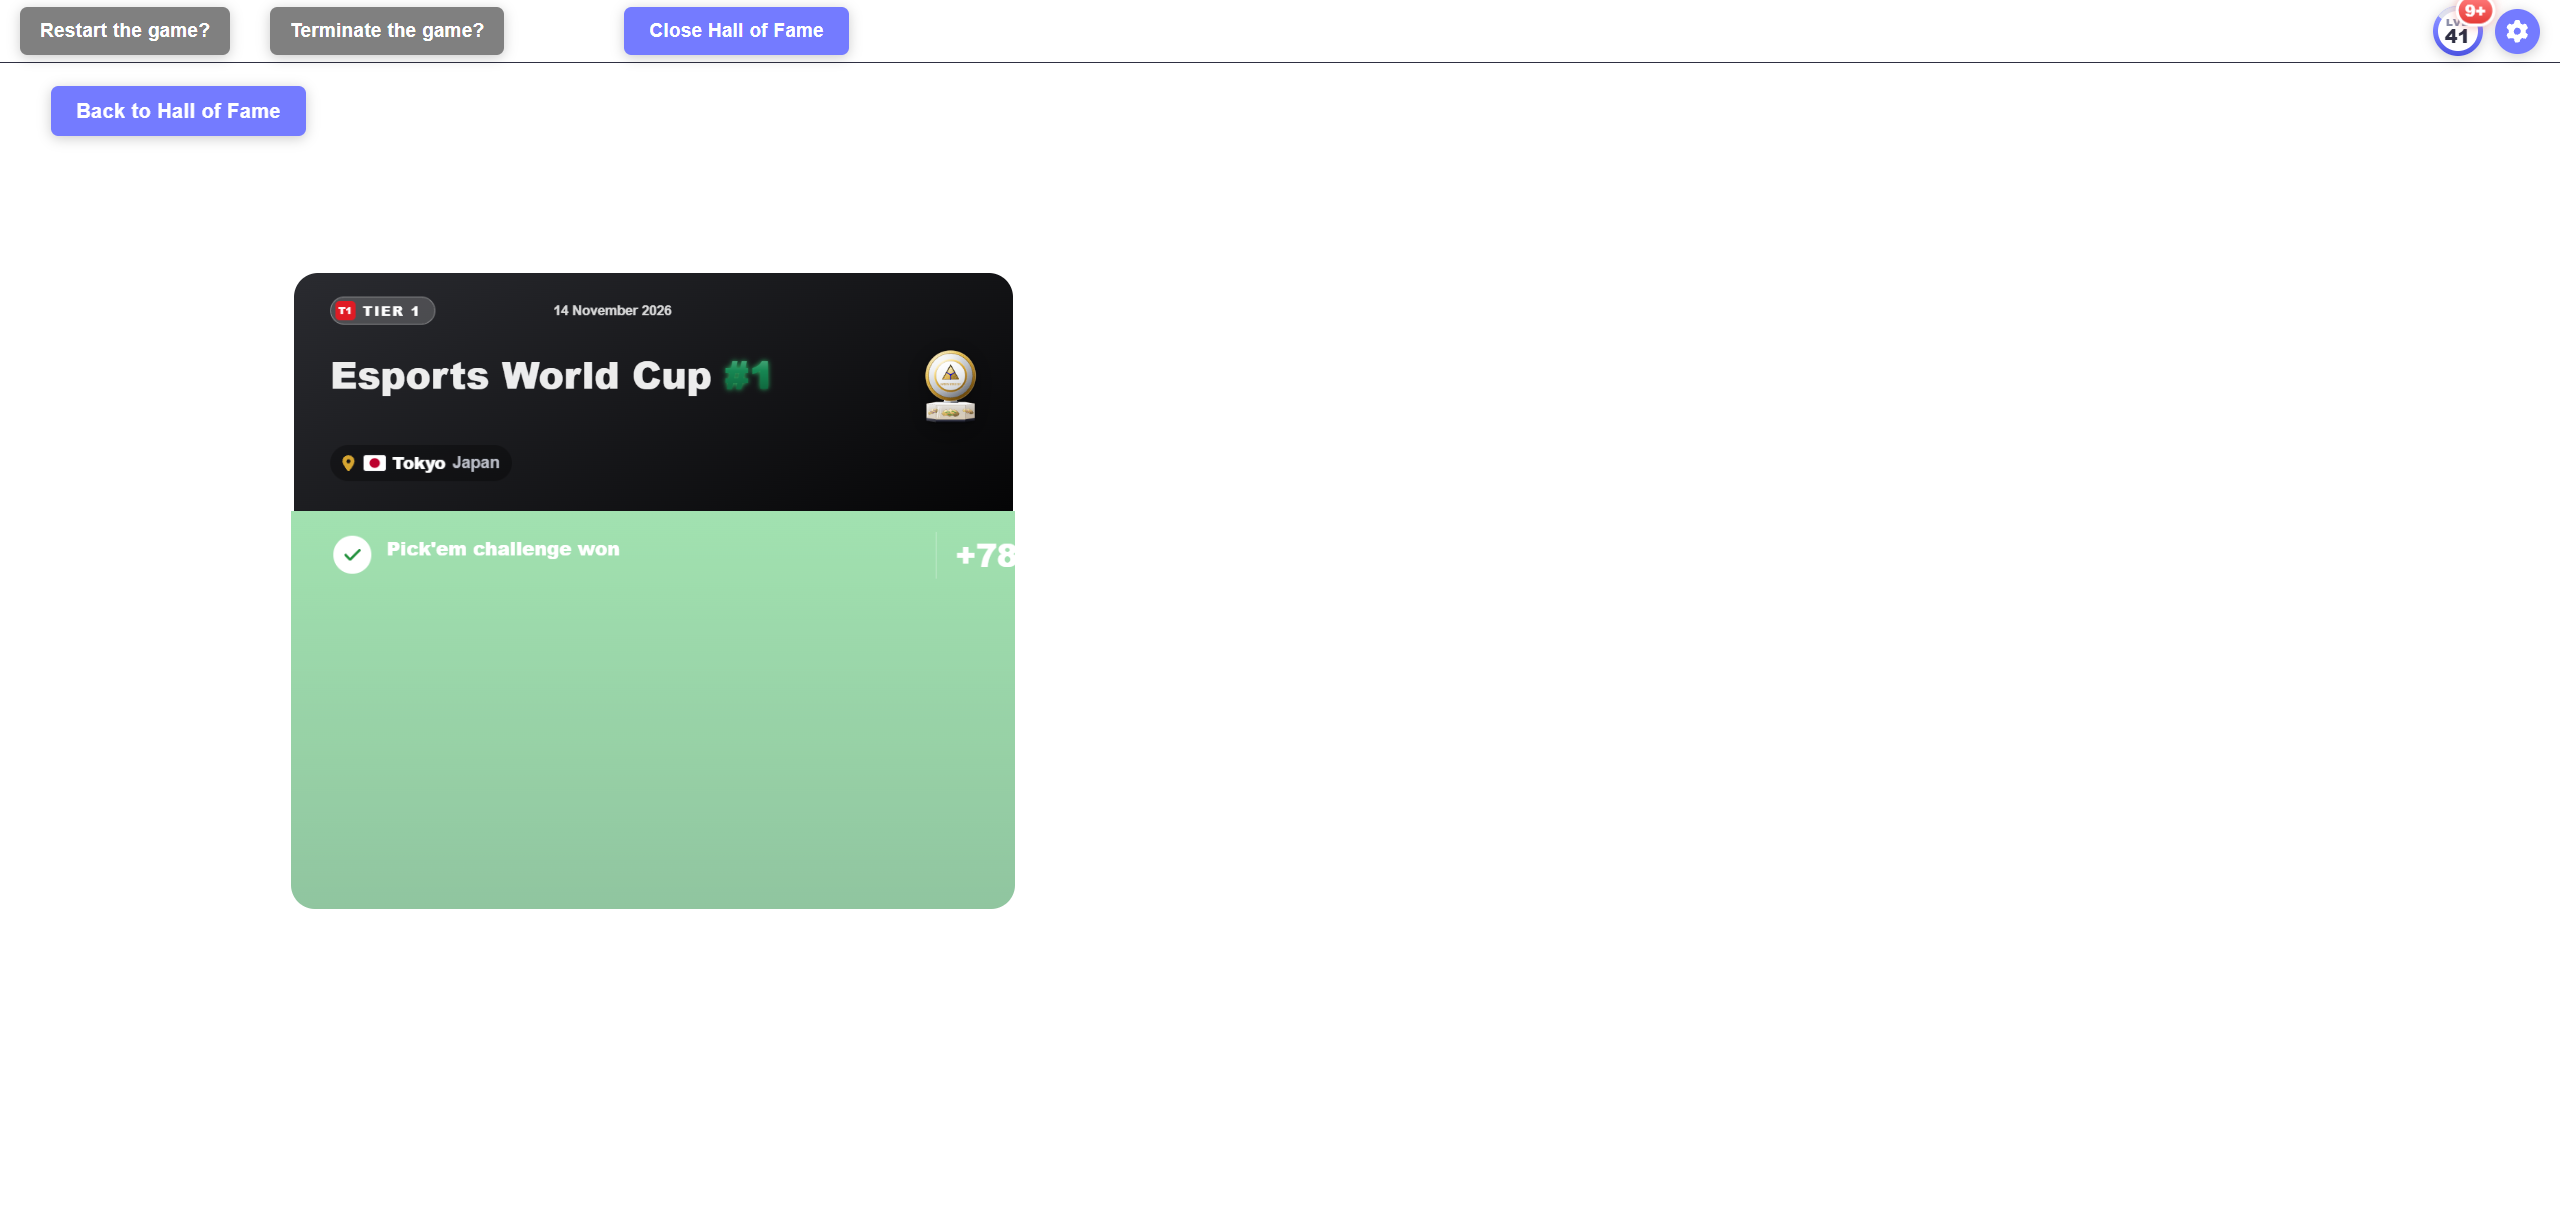 Restart the game?
Terminate the game?
Close Hall of Fame
9+
41
Back to Hall of Fame
T1 TIER 1
14 November 2026
Esports World Cup #1
Tokyo Japan
Pick'em challenge won
+78